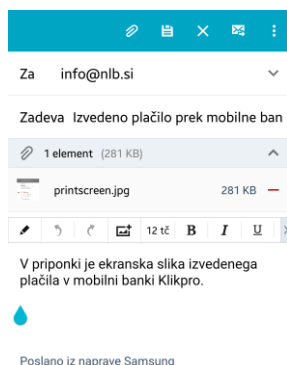 Za info@nlb.si
Zadeva Izvedeno plačilo prek mobilne ban
1 element (281 KB)
printscreen.jpg 281 KB
12 tč B I U
V priponki je ekranska slika izvedenega
plačila v mobilni banki Klikpro.
Poslano iz naprave Samsung